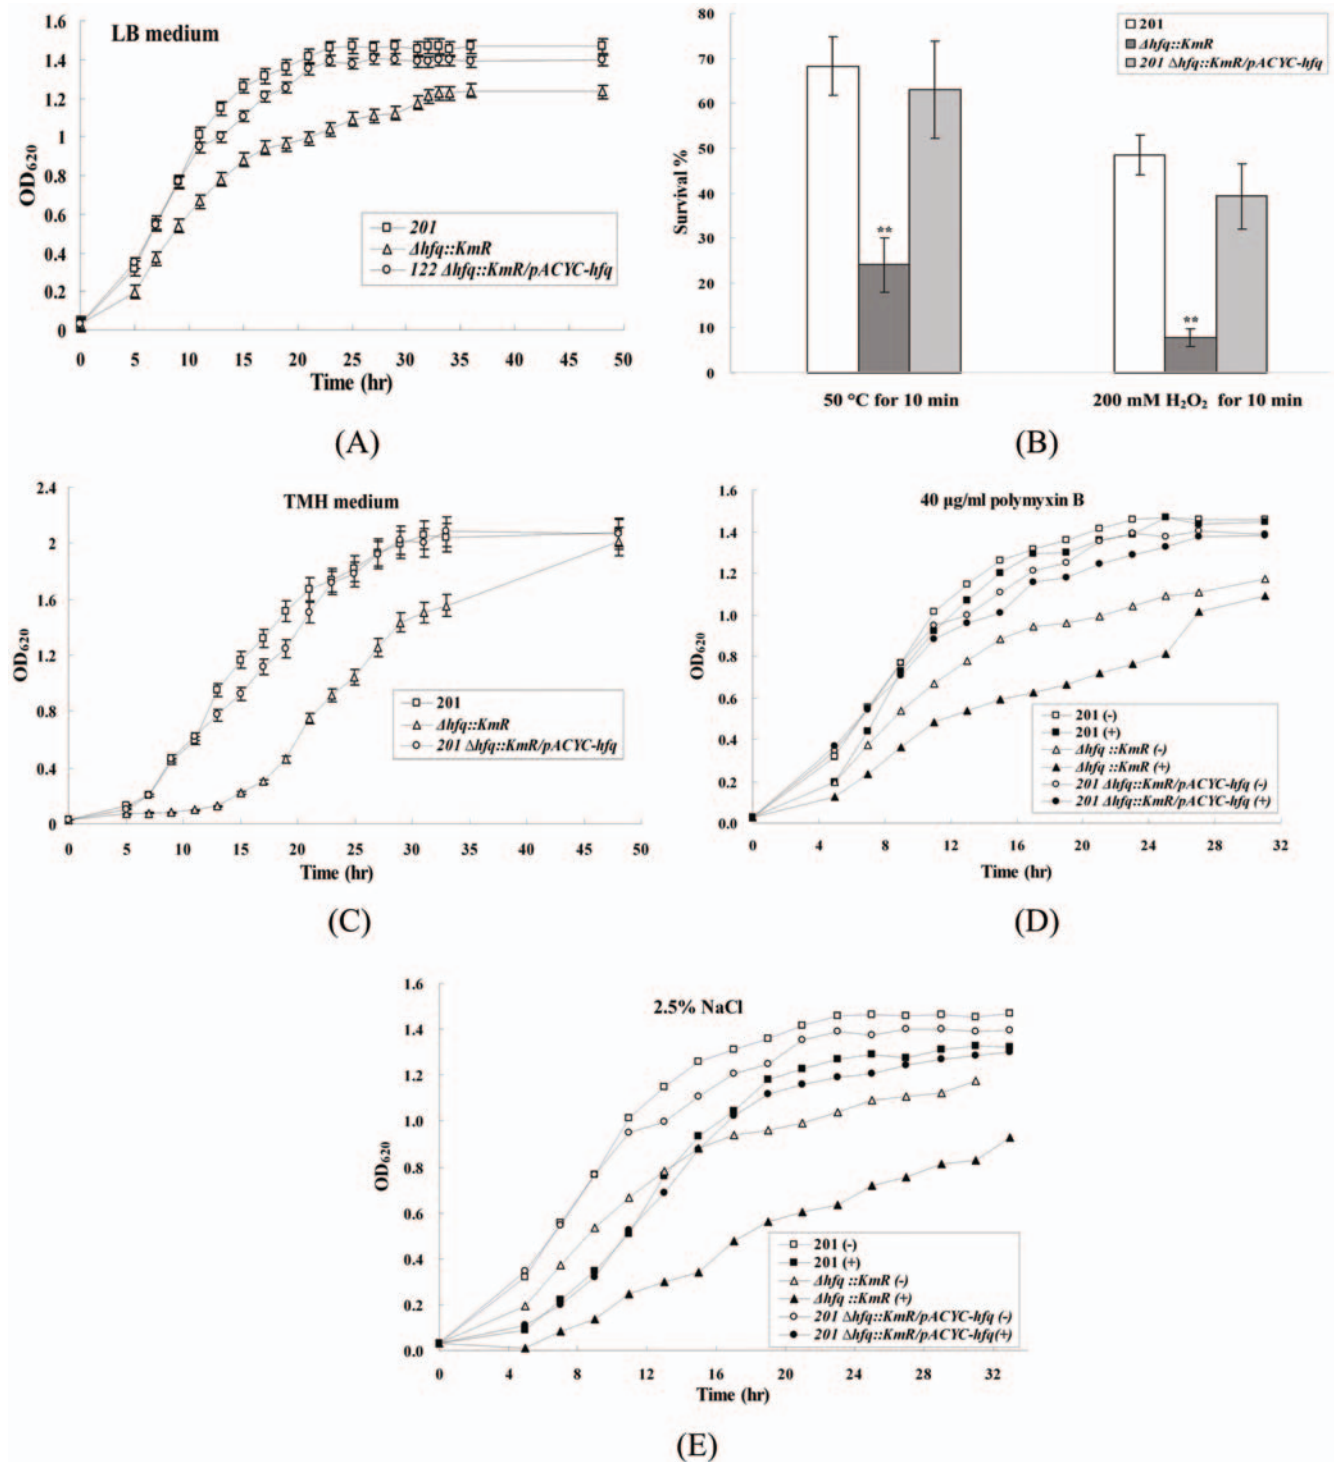 LB medium
OD620
1.6
1.4
1.2
1
0.8
0.6
0.4
0.2
0
0 5 10 15 20 25 30 35 40 45 50
Time (hr)
201
Δhfq::KmR
122 Δhfq::KmR/pACYC-hfq
(A)
Survival %
80
70
60
50
40
30
20
10
0
201
Δhfq::KmR
201 Δhfq::KmR/pACYC-hfq
**
**
50 °C for 10 min
200 mM H2O2 for 10 min
(B)
TMH medium
OD620
2.4
2
1.6
1.2
0.8
0.4
0
0 5 10 15 20 25 30 35 40 45 50
Time (hr)
201
Δhfq::KmR
201 Δhfq::KmR/pACYC-hfq
(C)
40 µg/ml polymyxin B
OD620
1.6
1.4
1.2
1.0
0.8
0.6
0.4
0.2
0.0
0 4 8 12 16 20 24 28 32
Time (hr)
201 (-)
201 (+)
Δhfq ::KmR (-)
Δhfq ::KmR (+)
201 Δhfq::KmR/pACYC-hfq (-)
201 Δhfq::KmR/pACYC-hfq (+)
(D)
2.5% NaCl
OD620
1.6
1.4
1.2
1.0
0.8
0.6
0.4
0.2
0.0
0 4 8 12 16 20 24 28 32
Time (hr)
201 (-)
201 (+)
Δhfq ::KmR (-)
Δhfq ::KmR (+)
201 Δhfq::KmR/pACYC-hfq (-)
201 Δhfq::KmR/pACYC-hfq(+)
(E)